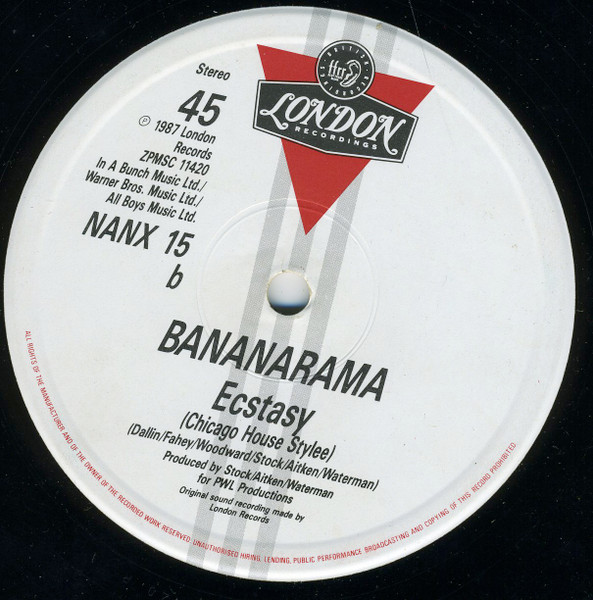 BRITISH
RECORDINGS
LONDON
RECORDINGS
Stereo
45
℗ 1987 London
Records
ZPMSC 11420
In A Bunch Music Ltd./
Warner Bros. Music Ltd./
All Boys Music Ltd.
NANX 15
b
BANANARAMA
Ecstasy
(Chicago House Stylee)
(Dallin/Fahey/Woodward/Stock/Aitken/Waterman)
Produced by Stock/Aitken/Waterman
for PWL Productions
Original sound recording made by
London Records
ALL RIGHTS OF THE MANUFACTURER AND OF THE OWNER OF THE RECORDED WORK RESERVED. UNAUTHORISED HIRING, LENDING, PUBLIC PERFORMANCE BROADCASTING AND COPYING OF THIS RECORD PROHIBITED.